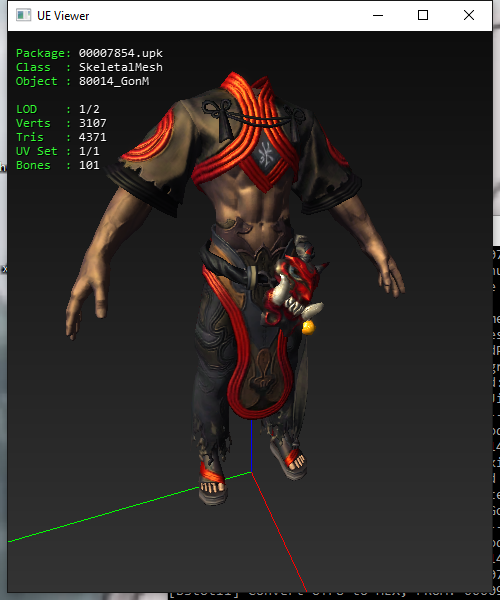 UE Viewer
Package: 00007854.upk
Class  : SkeletalMesh
Object : 80014_GonM
LOD    : 1/2
Verts  : 3107
Tris   : 4371
UV Set : 1/1
Bones  : 101